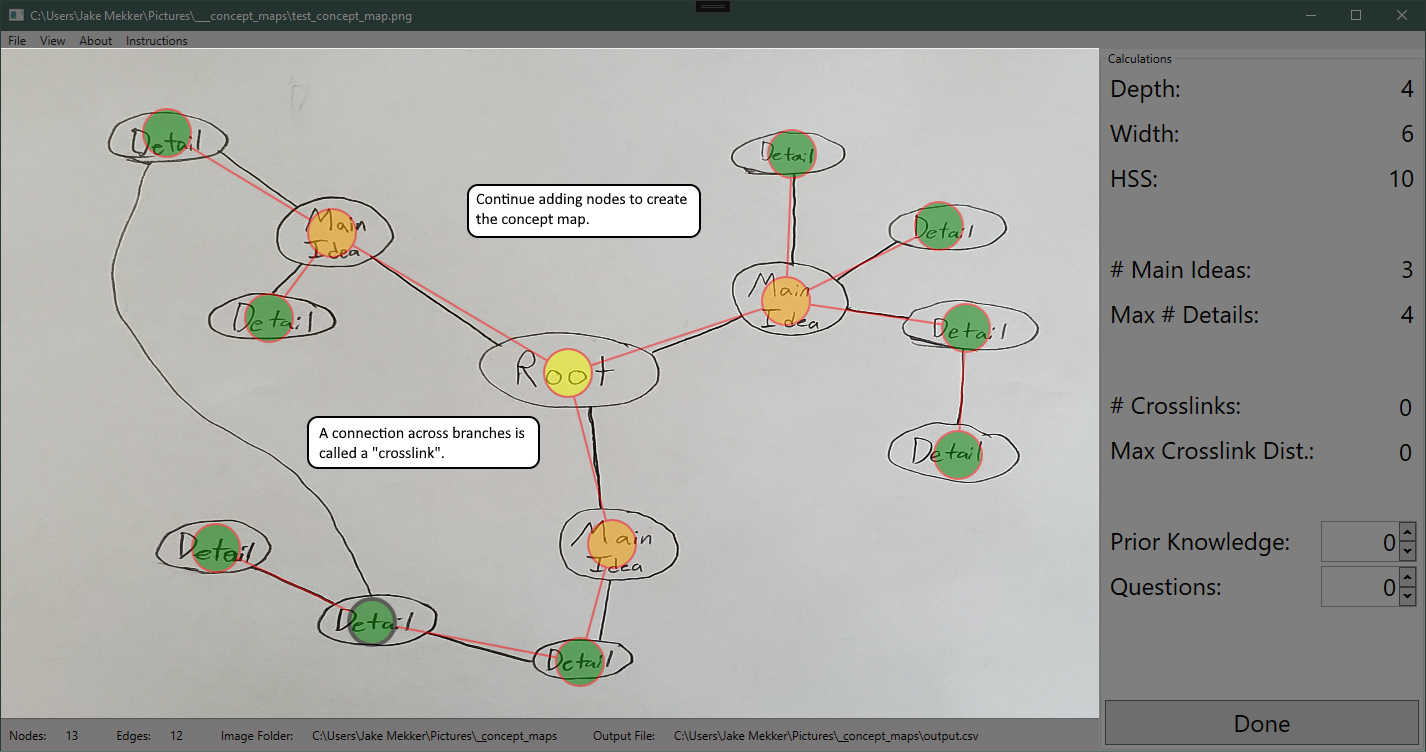 C:\Users\Jake Mekker\Pictures\__concept_maps\test_concept_map.png
File View About Instructions
Detail
Main
Idea
Detail
Continue adding nodes to create
the concept map.
Detail
Detail
Main
Idea
Detail
Detail
Root
A connection across branches is
called a "crosslink".
Main
Idea
Detail
Detail
Detail
Calculations
Depth: 4
Width: 6
HSS: 10
# Main Ideas: 3
Max # Details: 4
# Crosslinks: 0
Max Crosslink Dist.: 0
Prior Knowledge: 0
Questions: 0
Done
Nodes: 13 Edges: 12 Image Folder: C:\Users\Jake Mekker\Pictures\_concept_maps Output File: C:\Users\Jake Mekker\Pictures\_concept_maps\output.csv